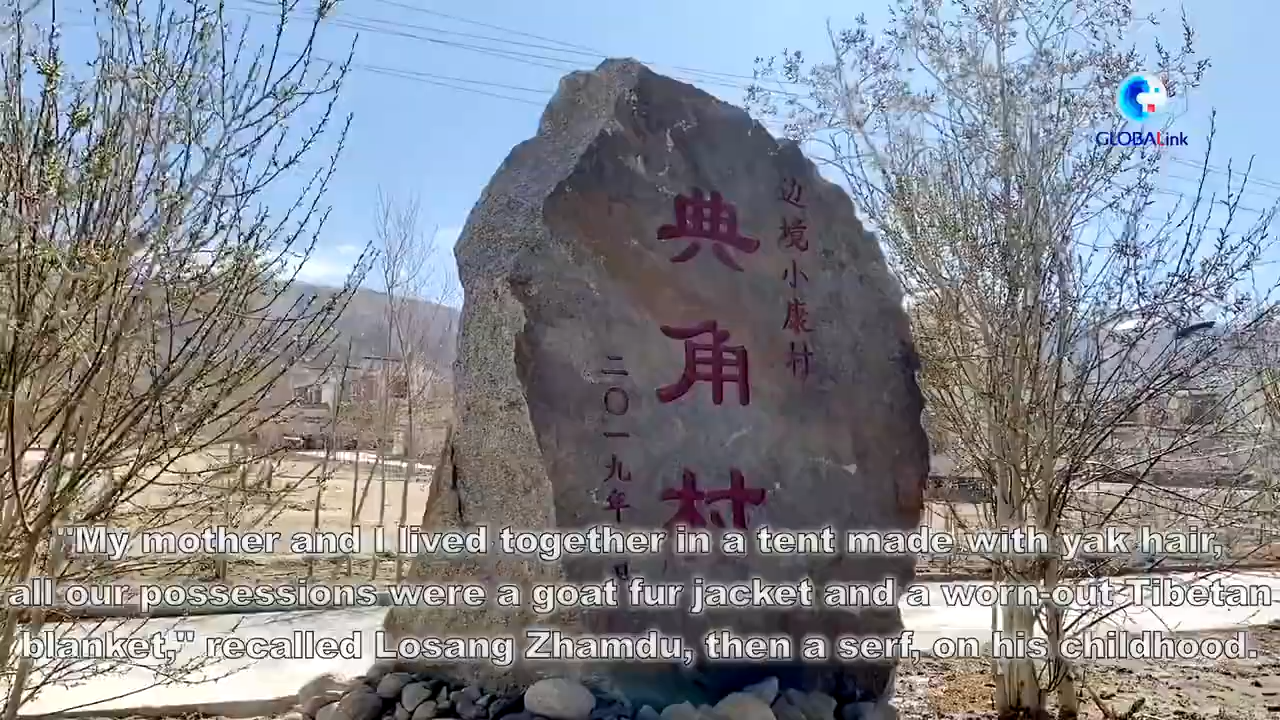 GLOBALink
边境小康村
典角村
二〇一九年
"My mother and I lived together in a tent made with yak hair,
all our possessions were a goat fur jacket and a worn-out Tibetan
blanket," recalled Losang Zhamdu, then a serf, on his childhood.